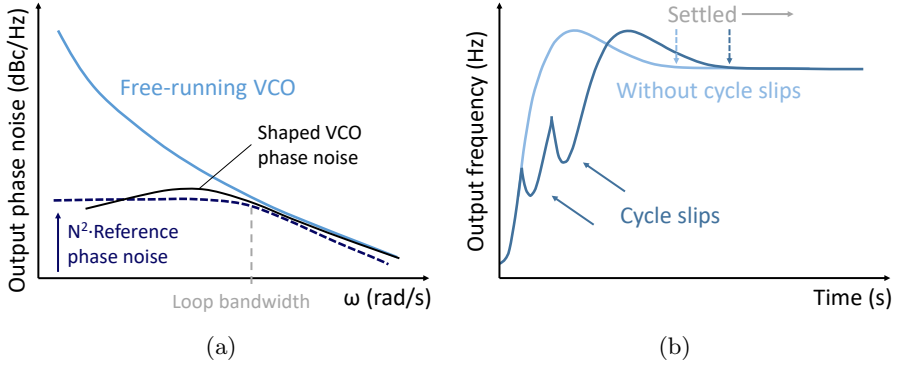 Output phase noise (dBc/Hz)
Free-running VCO
Shaped VCO
phase noise
N²·Reference
phase noise
Loop bandwidth
ω (rad/s)
(a)
Output frequency (Hz)
Settled
Without cycle slips
Cycle slips
Time (s)
(b)